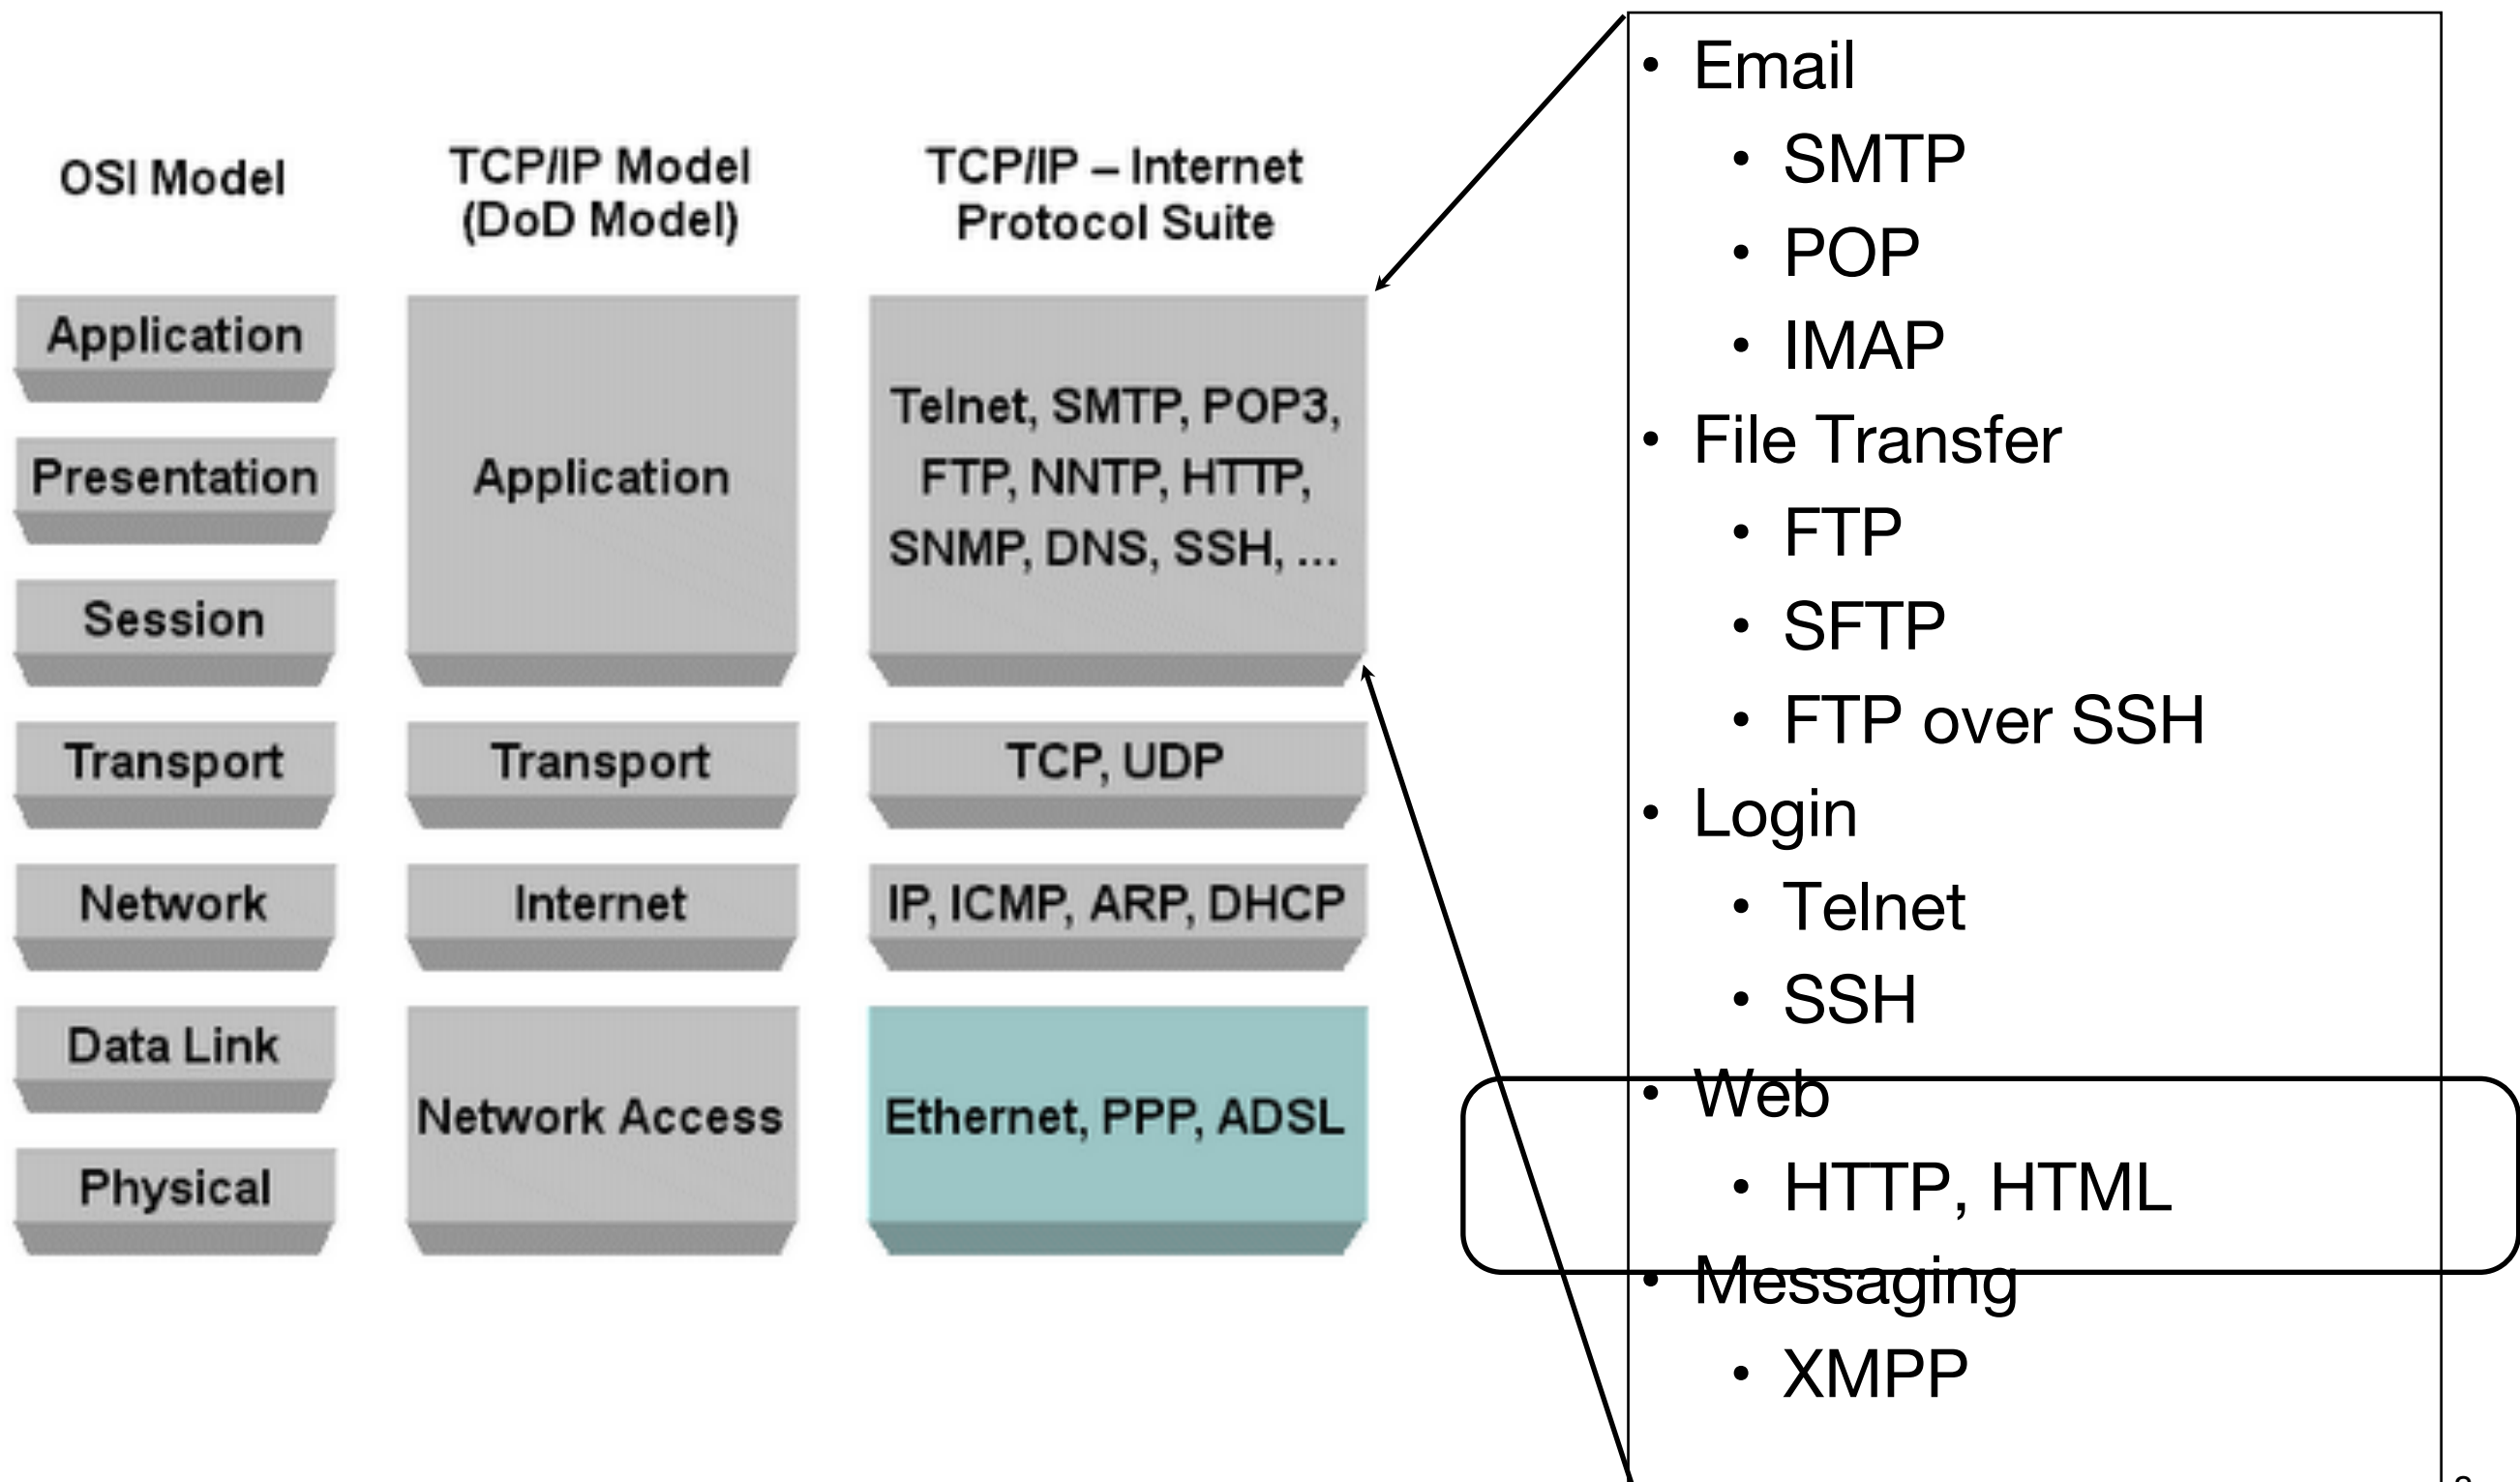 OSI Model
TCP/IP Model
(DoD Model)
TCP/IP – Internet
Protocol Suite
Application
Presentation
Session
Transport
Network
Data Link
Physical
Application
Transport
Internet
Network Access
Telnet, SMTP, POP3,
FTP, NNTP, HTTP,
SNMP, DNS, SSH, ...
TCP, UDP
IP, ICMP, ARP, DHCP
Ethernet, PPP, ADSL
• Email
• SMTP
• POP
• IMAP
• File Transfer
• FTP
• SFTP
• FTP over SSH
• Login
• Telnet
• SSH
• Web
• HTTP, HTML
• Messaging
• XMPP